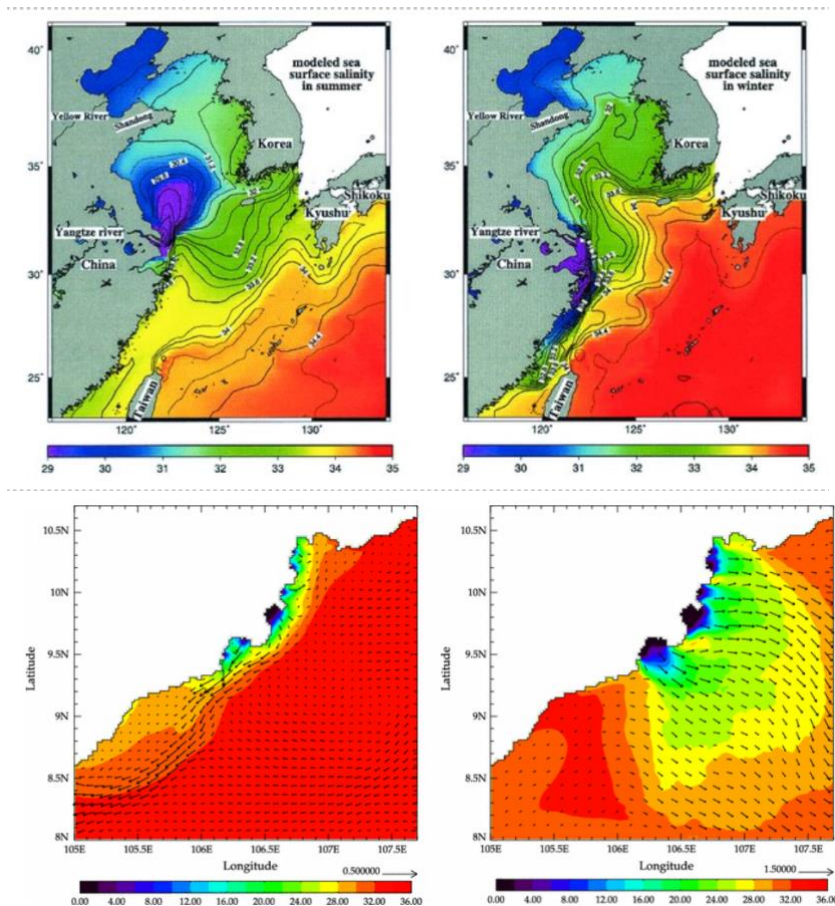 modeled sea
surface salinity
in summer
40°
Yellow River
Shandong
Korea
35°
Shikoku
Kyushu
Yangtze river
China
30°
25°
Taiwan
120° 125° 130°
29 30 31 32 33 34 35
modeled sea
surface salinity
in winter
40°
Yellow River
Shandong
Korea
35°
Shikoku
Kyushu
Yangtze river
China
30°
25°
Taiwan
120° 125° 130°
29 30 31 32 33 34 35
10.5N
10N
9.5N
9N
8.5N
8N
Latitude
105E 105.5E 106E 106.5E 107E 107.5E
Longitude
0.500000
0.00 4.00 8.00 12.00 16.00 20.00 24.00 28.00 32.00 36.00
10.5N
10N
9.5N
9N
8.5N
8N
Latitude
105E 105.5E 106E 106.5E 107E 107.5E
Longitude
1.50000
0.00 4.00 8.00 12.00 16.00 20.00 24.00 28.00 32.00 36.00